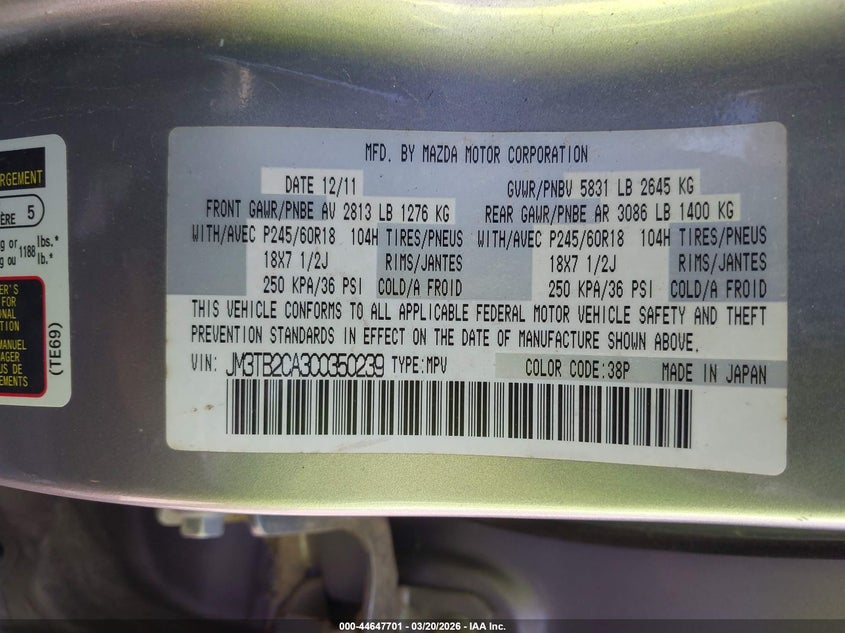 RGEMENT
ÈRE 5
g or 1188 lbs.*
g ou lb.*
ER'S
FOR
ONAL
TION
MANUEL
AGER
US DE
EMENTS
(TE69)
MFD. BY MAZDA MOTOR CORPORATION
DATE 12/11 GVWR/PNBV 5831 LB 2645 KG
FRONT GAWR/PNBE AV 2813 LB 1276 KG REAR GAWR/PNBE AR 3086 LB 1400 KG
WITH/AVEC P245/60R18 104H TIRES/PNEUS WITH/AVEC P245/60R18 104H TIRES/PNEUS
18X7 1/2J RIMS/JANTES 18X7 1/2J RIMS/JANTES
250 KPA/36 PSI COLD/A FROID 250 KPA/36 PSI COLD/A FROID
THIS VEHICLE CONFORMS TO ALL APPLICABLE FEDERAL MOTOR VEHICLE SAFETY AND THEFT
PREVENTION STANDARDS IN EFFECT ON THE DATE OF MANUFACTURE SHOWN ABOVE.
VIN: JM3TB2CA3C0350239 TYPE:MPV COLOR CODE:38P MADE IN JAPAN
000-44647701 - 03/20/2026 - IAA Inc.